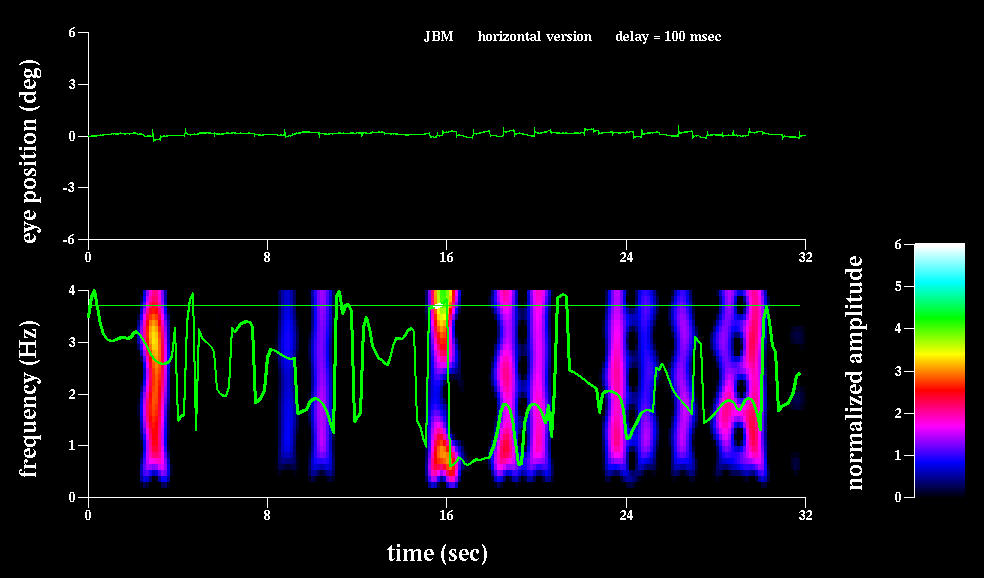 JBM horizontal version delay = 100 msec
6
3
0
-3
-6
eye position (deg)
0 8 16 24 32
4
3
2
1
0
frequency (Hz)
0 8 16 24 32
time (sec)
normalized amplitude
6
5
4
3
2
1
0